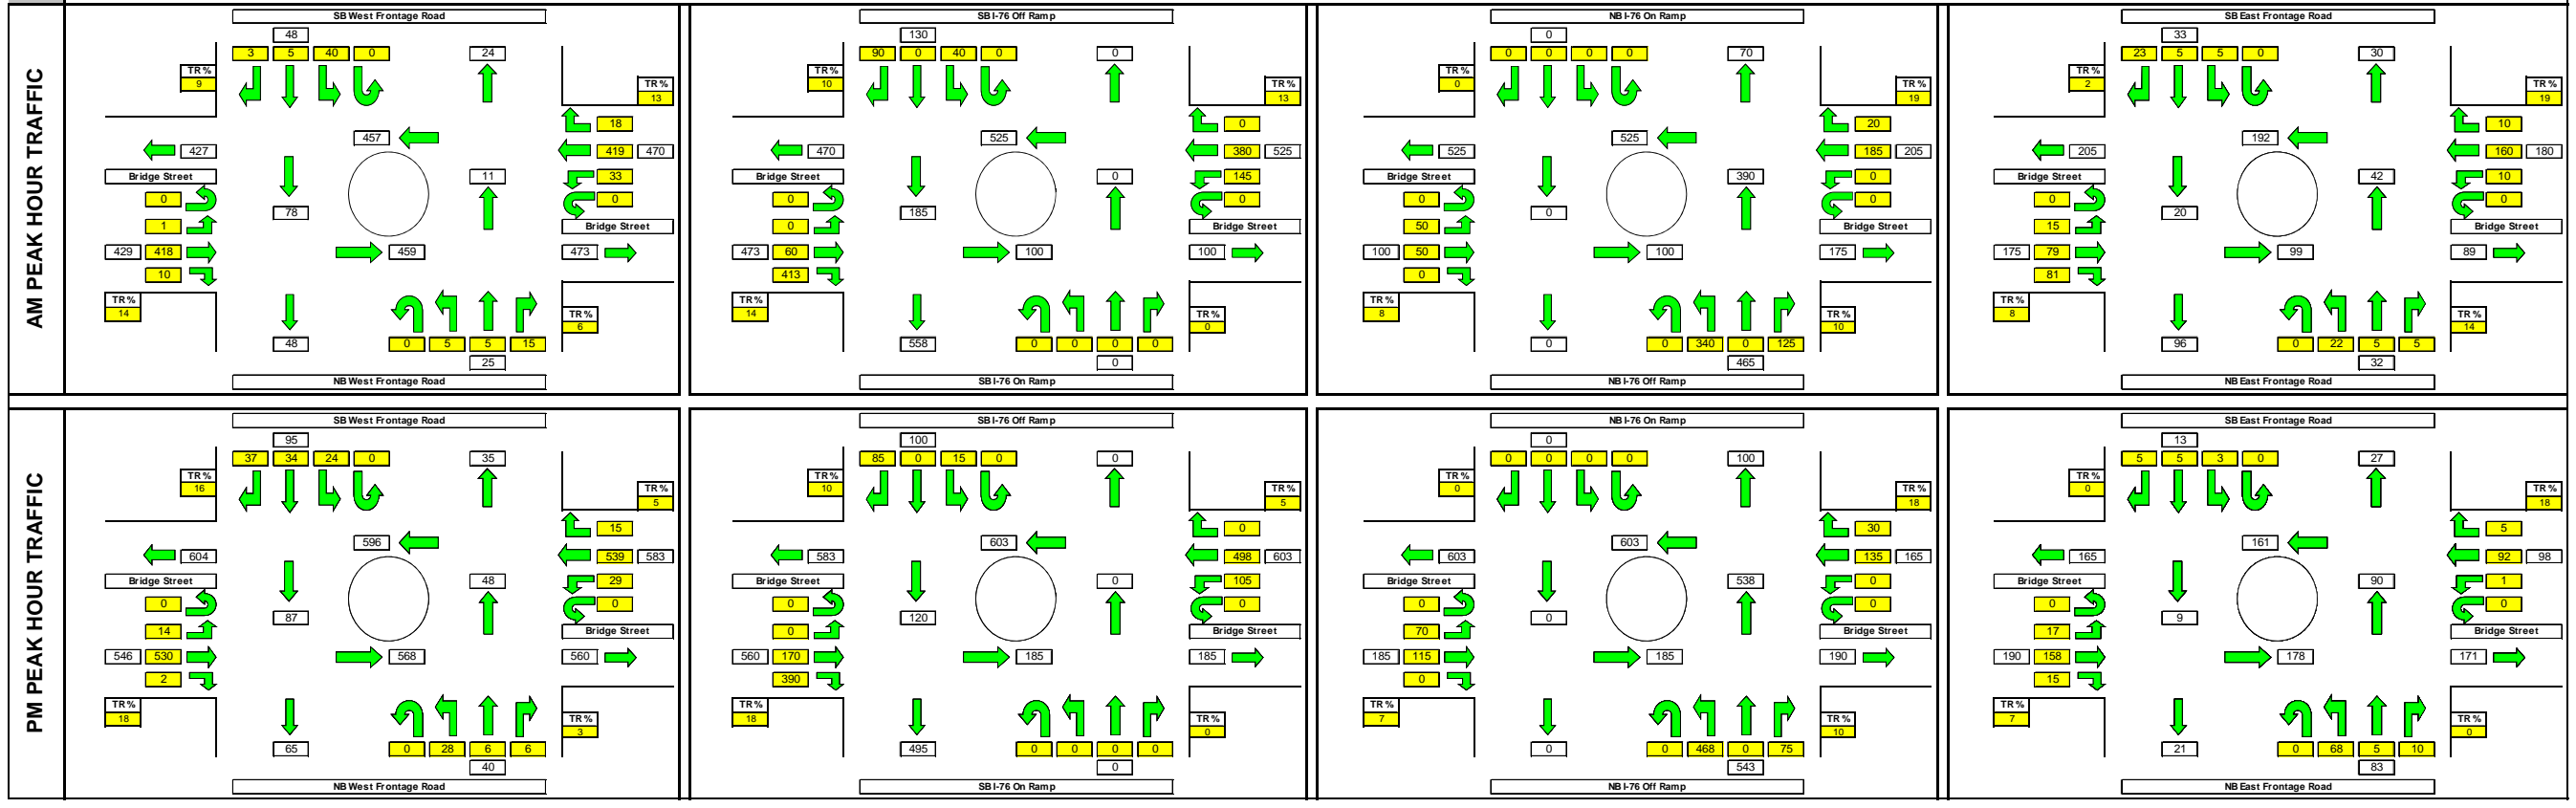 AM PEAK HOUR TRAFFIC
SB West Frontage Road
48
3 5 40 0 24
TR% 9
TR% 13
18
457
427 419 470
Bridge Street 11 33
0 0
78
1 Bridge Street
429 418 459 473
10
TR% 14
TR% 6
48 0 5 5 15
25
NB West Frontage Road
SB I-76 Off Ramp
130
90 0 40 0 0
TR% 10
TR% 13
0
525
470 380 525
Bridge Street 0 145
0 0
185
0 Bridge Street
473 60 100 100
413
TR% 14
TR% 0
558 0 0 0 0
0
SB I-76 On Ramp
NB I-76 On Ramp
0
0 0 0 0 70
TR% 0
TR% 19
20
525
525 185 205
Bridge Street 390 0
0 0
0
50 Bridge Street
100 50 100 175
0
TR% 8
TR% 10
0 0 340 0 125
465
NB I-76 Off Ramp
SB East Frontage Road
33
23 5 5 0 30
TR% 2
TR% 19
10
192
205 160 180
Bridge Street 42 10
0 0
20
15 Bridge Street
175 79 99 89
81
TR% 8
TR% 14
96 0 22 5 5
32
NB East Frontage Road
PM PEAK HOUR TRAFFIC
SB West Frontage Road
95
37 34 24 0 35
TR% 16
TR% 5
15
596
604 539 583
Bridge Street 48 29
0 0
87
14 Bridge Street
546 530 568 560
2
TR% 18
TR% 3
65 0 28 6 6
40
NB West Frontage Road
SB I-76 Off Ramp
100
85 0 15 0 0
TR% 10
TR% 5
0
603
583 498 603
Bridge Street 0 105
0 0
120
0 Bridge Street
560 170 185 185
390
TR% 18
TR% 0
495 0 0 0 0
0
SB I-76 On Ramp
NB I-76 On Ramp
0
0 0 0 0 100
TR% 0
TR% 18
30
603
603 135 165
Bridge Street 538 0
0 0
0
70 Bridge Street
185 115 185 190
0
TR% 7
TR% 10
0 0 468 0 75
543
NB I-76 Off Ramp
SB East Frontage Road
13
5 5 3 0 27
TR% 0
TR% 18
5
161
165 92 98
Bridge Street 90 1
0 0
9
17 Bridge Street
190 158 178 171
15
TR% 7
TR% 0
21 0 68 5 10
83
NB East Frontage Road